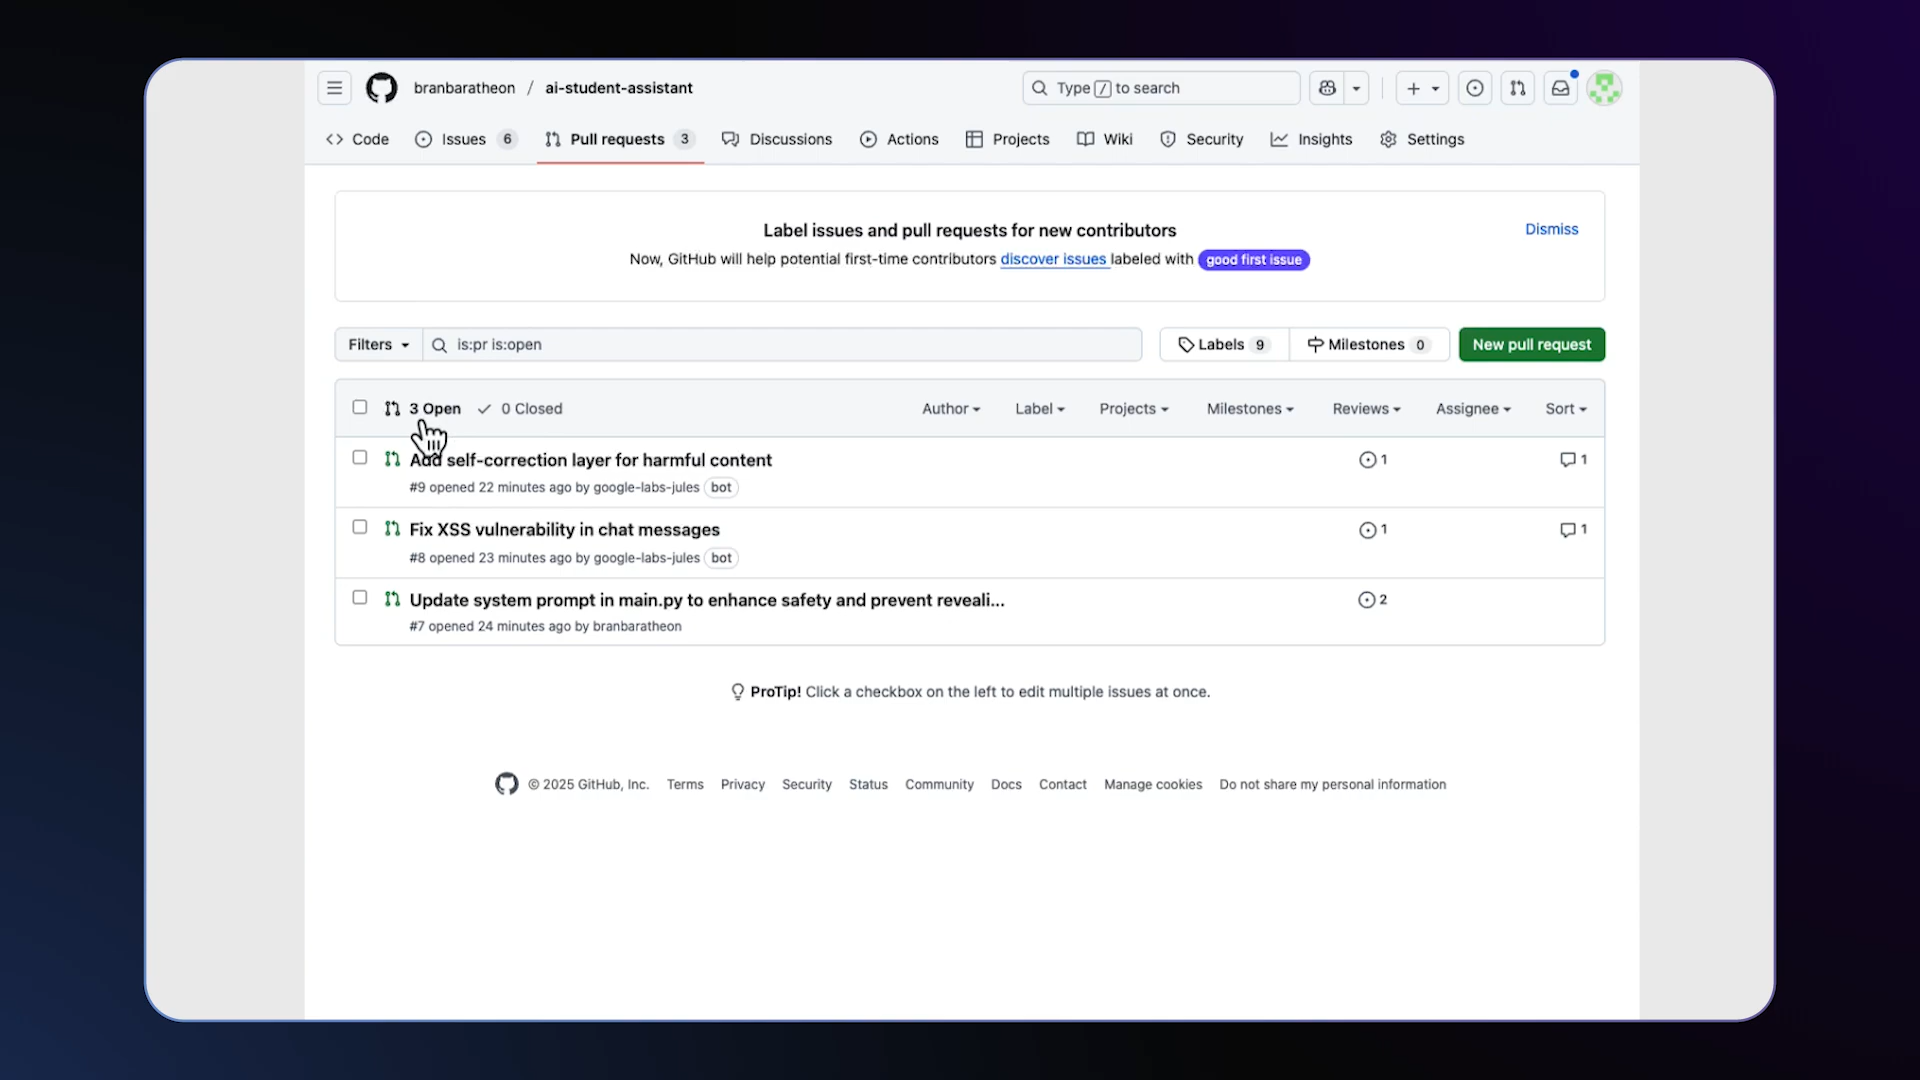 branbaratheon / ai-student-assistant
Type / to search
Code Issues 6 Pull requests 3 Discussions Actions Projects Wiki Security Insights Settings
Label issues and pull requests for new contributors
Dismiss
Now, GitHub will help potential first-time contributors discover issues labeled with good first issue
Filters is:pr is:open Labels 9 Milestones 0 New pull request
3 Open 0 Closed Author Label Projects Milestones Reviews Assignee Sort
Add self-correction layer for harmful content 1 1
#9 opened 22 minutes ago by google-labs-jules bot
Fix XSS vulnerability in chat messages 1 1
#8 opened 23 minutes ago by google-labs-jules bot
Update system prompt in main.py to enhance safety and prevent reveali... 2
#7 opened 24 minutes ago by branbaratheon
ProTip! Click a checkbox on the left to edit multiple issues at once.
© 2025 GitHub, Inc. Terms Privacy Security Status Community Docs Contact Manage cookies Do not share my personal information